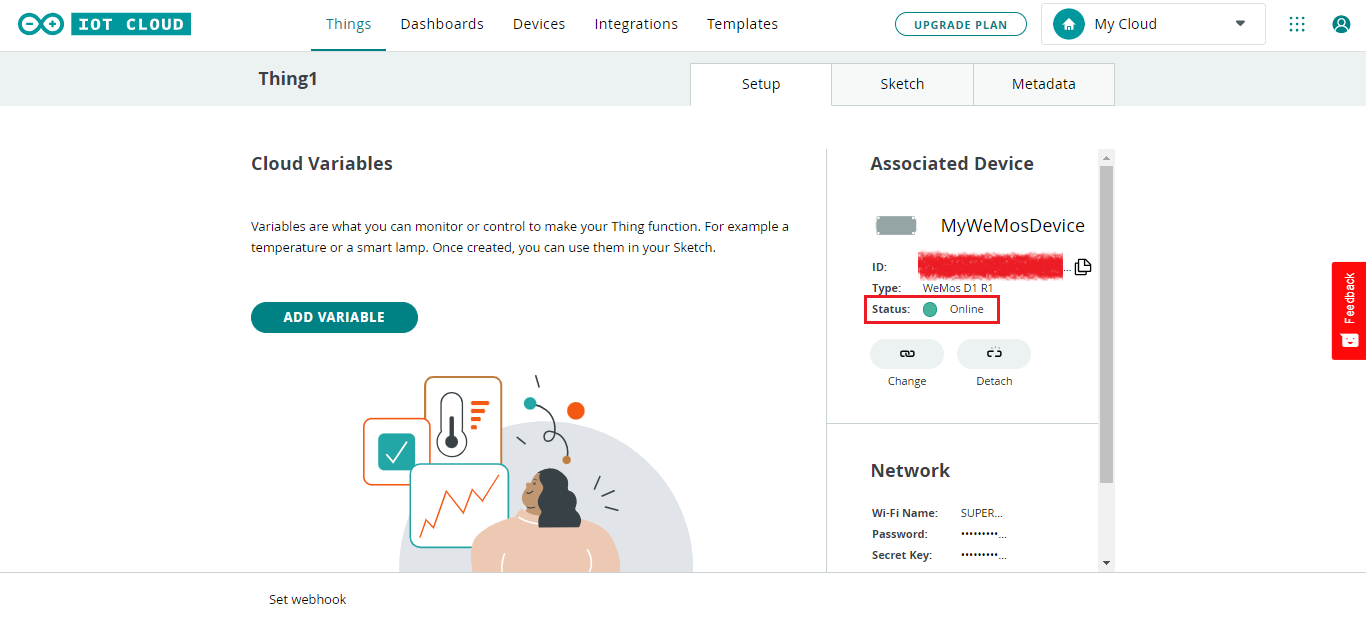 IOT CLOUD
Things
Dashboards
Devices
Integrations
Templates
UPGRADE PLAN
My Cloud
Thing1
Setup
Sketch
Metadata
Cloud Variables
Variables are what you can monitor or control to make your Thing function. For example a
temperature or a smart lamp. Once created, you can use them in your Sketch.
ADD VARIABLE
Associated Device
MyWeMosDevice
ID: ...
Type: WeMos D1 R1
Status: Online
Change
Detach
Network
Wi-Fi Name: SUPER...
Password: •••••••••...
Secret Key: •••••••••...
Feedback
Set webhook